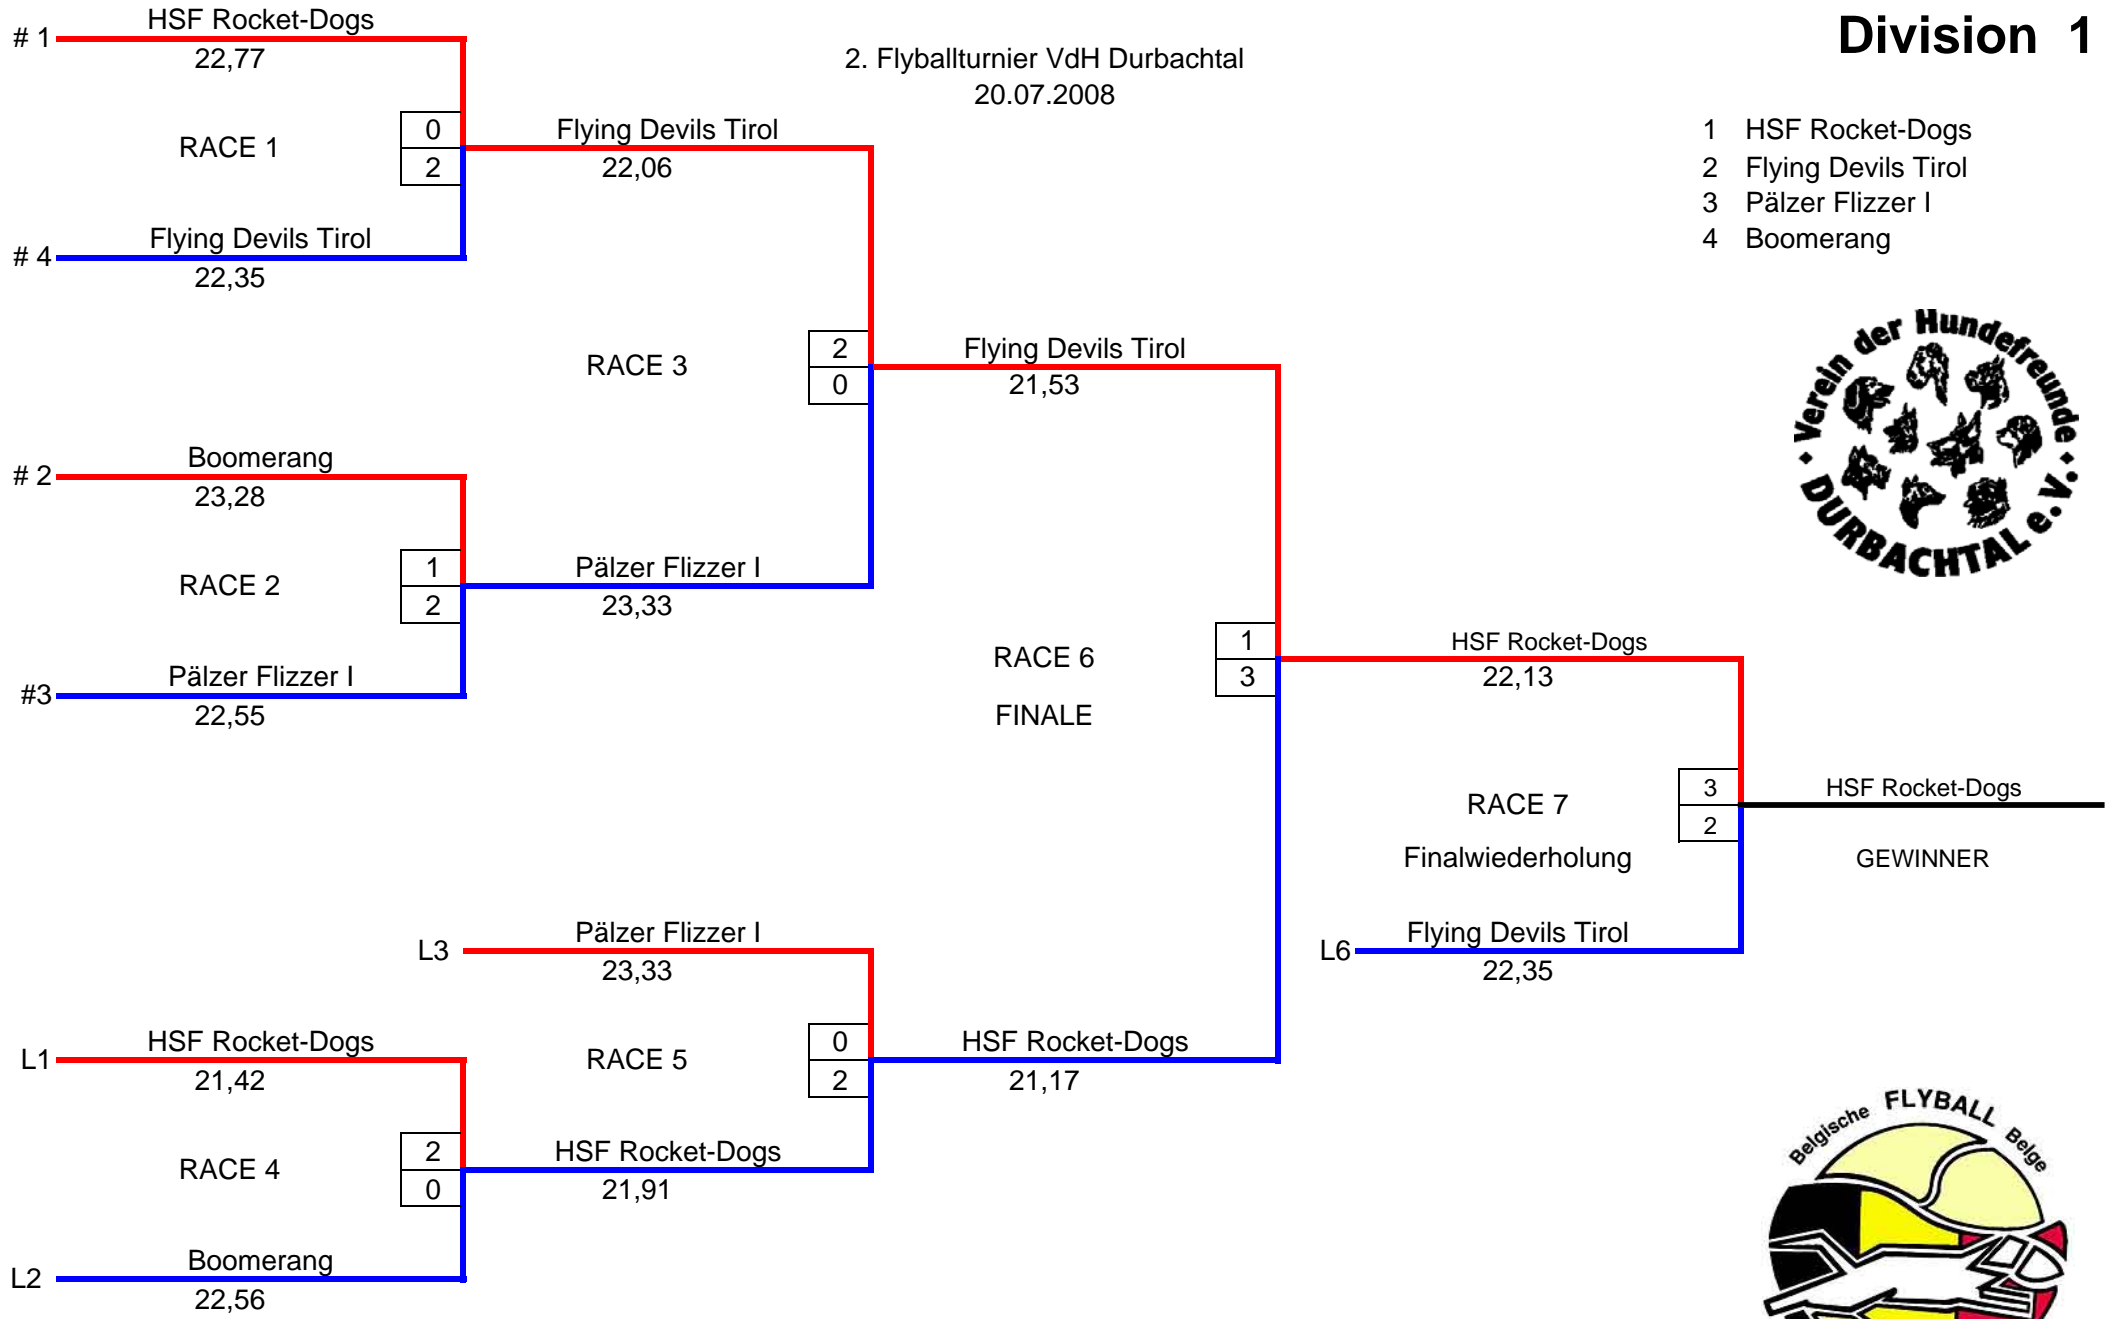 Division 1
2. Flyballturnier VdH Durbachtal
20.07.2008
1 HSF Rocket-Dogs
2 Flying Devils Tirol
3 Pälzer Flizzer I
4 Boomerang
# 1
HSF Rocket-Dogs
22,77
RACE 1
0
2
# 4
Flying Devils Tirol
22,35
Flying Devils Tirol
22,06
RACE 3
2
0
# 2
Boomerang
23,28
RACE 2
1
2
#3
Pälzer Flizzer I
22,55
Pälzer Flizzer I
23,33
Flying Devils Tirol
21,53
RACE 6
FINALE
1
3
HSF Rocket-Dogs
22,13
RACE 7
Finalwiederholung
3
2
HSF Rocket-Dogs
GEWINNER
L6
Flying Devils Tirol
22,35
L3
Pälzer Flizzer I
23,33
RACE 5
0
2
HSF Rocket-Dogs
21,17
L1
HSF Rocket-Dogs
21,42
RACE 4
2
0
HSF Rocket-Dogs
21,91
L2
Boomerang
22,56
Verein der Hundefreunde
DURBACHTAL e.V.
Belgische FLYBALL Belge